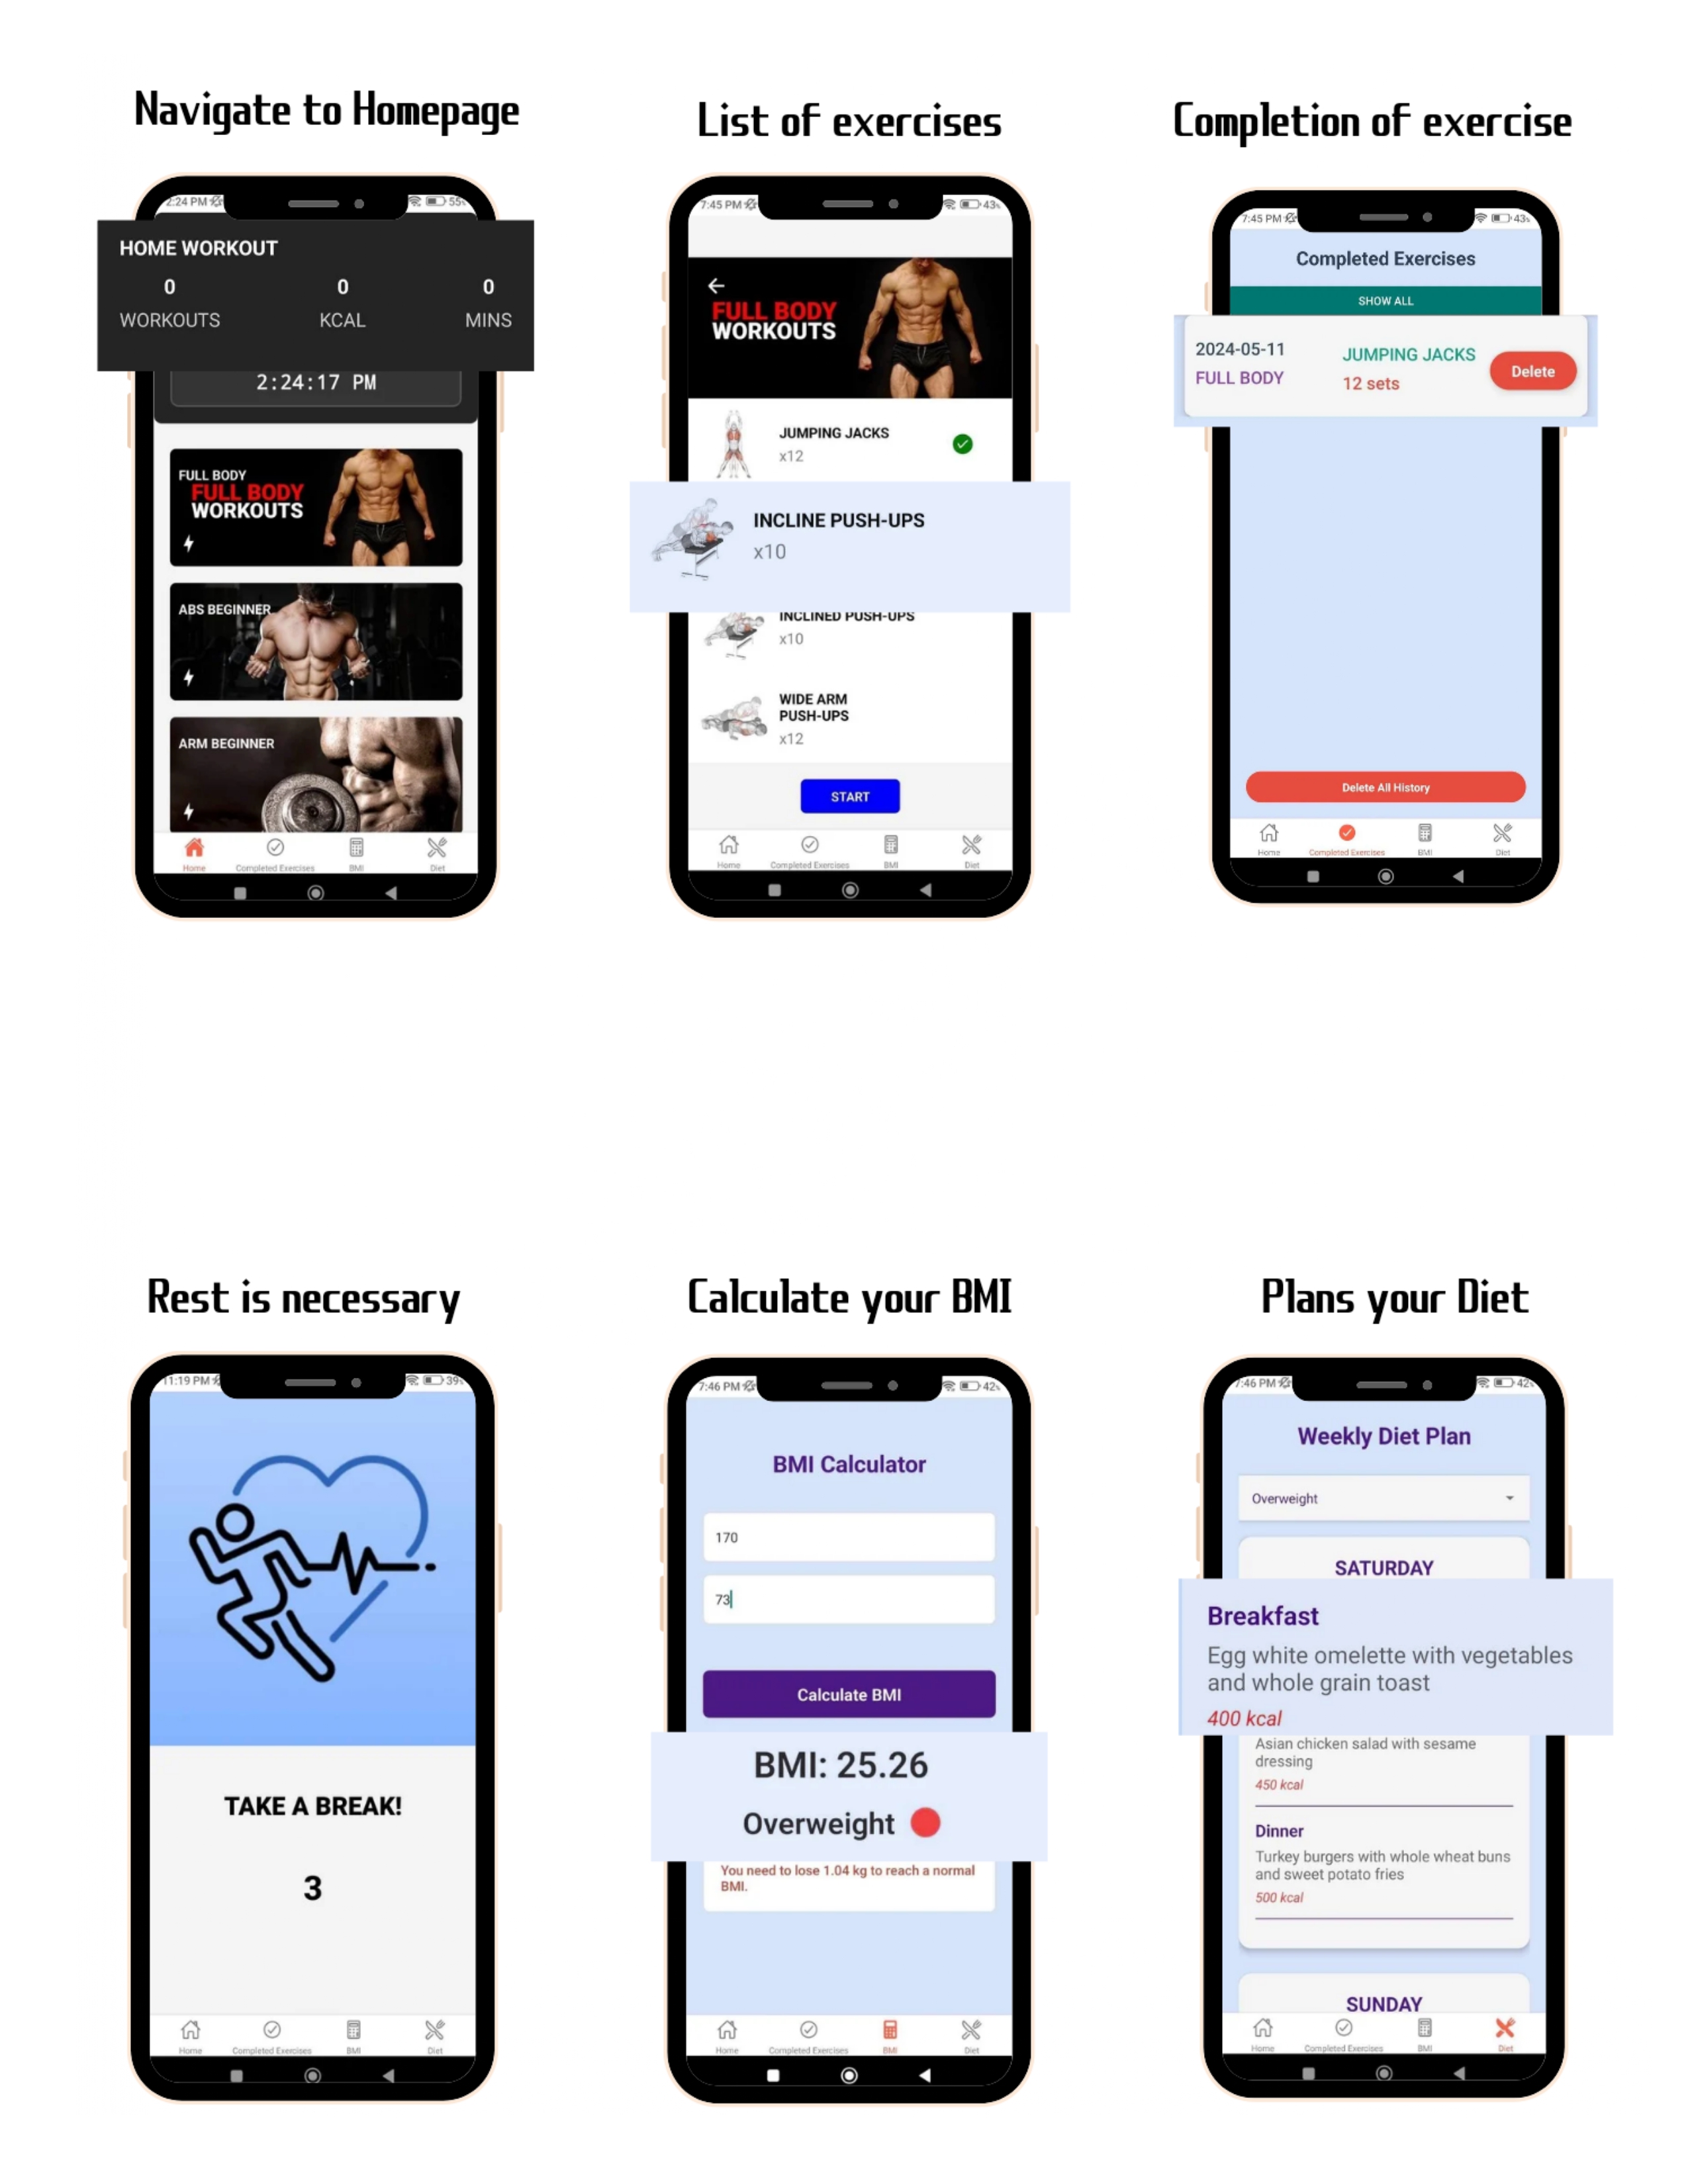 Navigate to Homepage
2:24 PM
55%
HOME WORKOUT
0
0
0
WORKOUTS
KCAL
MINS
2:24:17 PM
FULL BODY
FULL BODY
WORKOUTS
ABS BEGINNER
ARM BEGINNER
Home
Completed Exercises
BMI
Diet
List of exercises
7:45 PM
43%
FULL BODY
WORKOUTS
JUMPING JACKS
x12
INCLINE PUSH-UPS
x10
INCLINED PUSH-UPS
x10
WIDE ARM
PUSH-UPS
x12
START
Home
Completed Exercises
BMI
Diet
Completion of exercise
7:45 PM
43%
Completed Exercises
SHOW ALL
2024-05-11
JUMPING JACKS
FULL BODY
12 sets
Delete
Delete All History
Home
Completed Exercises
BMI
Diet
Rest is necessary
11:19 PM
39%
TAKE A BREAK!
3
Home
Completed Exercises
BMI
Diet
Calculate your BMI
7:46 PM
42%
BMI Calculator
170
73
Calculate BMI
BMI: 25.26
Overweight
You need to lose 1.04 kg to reach a normal
BMI.
Home
Completed Exercises
BMI
Diet
Plans your Diet
7:46 PM
42%
Weekly Diet Plan
Overweight
SATURDAY
Breakfast
Egg white omelette with vegetables
and whole grain toast
400 kcal
Asian chicken salad with sesame
dressing
450 kcal
Dinner
Turkey burgers with whole wheat buns
and sweet potato fries
500 kcal
SUNDAY
Home
Completed Exercises
BMI
Diet